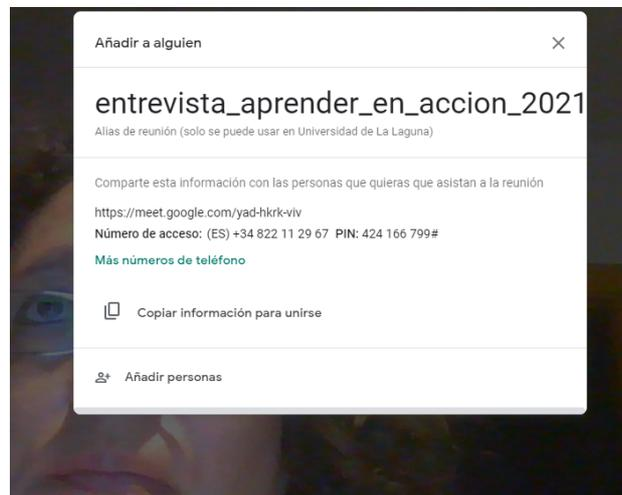 Añadir a alguien
entrevista_aprender_en_accion_2021
Alias de reunión (solo se puede usar en Universidad de La Laguna)
Comparte esta información con las personas que quieras que asistan a la reunión
https://meet.google.com/yad-hkrk-viv
Número de acceso: (ES) +34 822 11 29 67 PIN: 424 166 799#
Más números de teléfono
Copiar información para unirse
Añadir personas